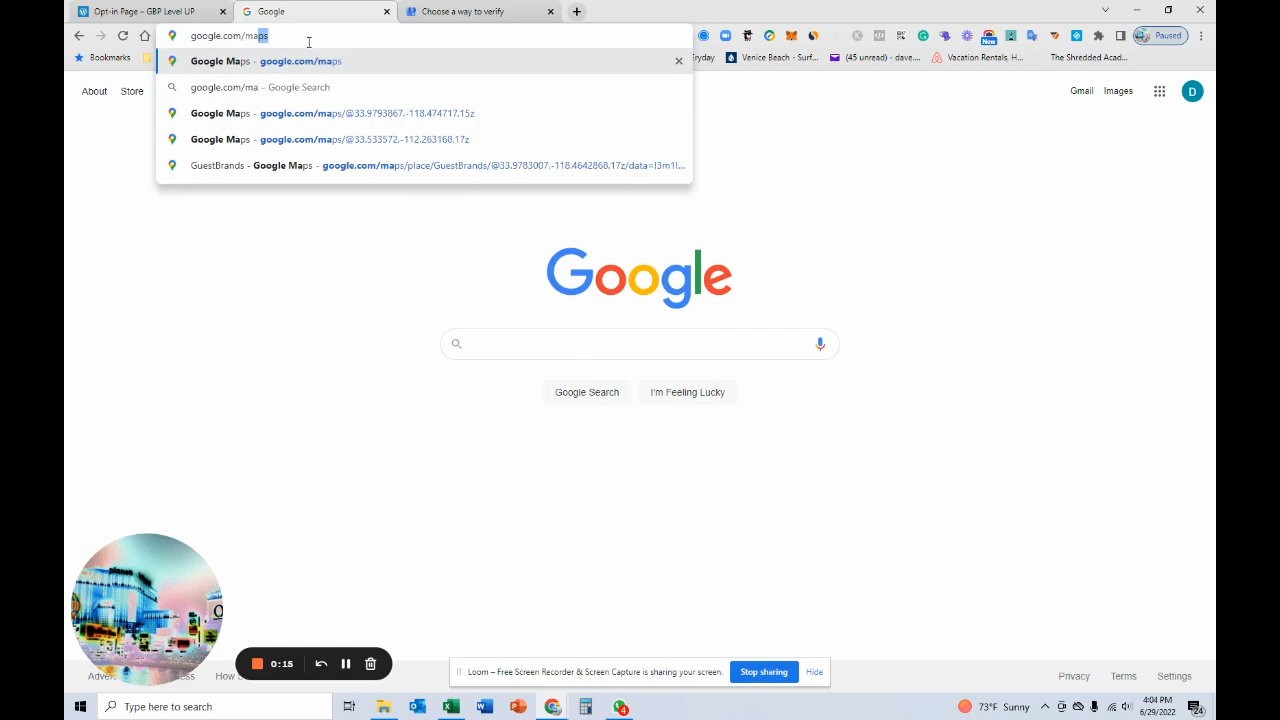 Opt-in Page – GBP Level UP
Google
Choose a way to verify
google.com/maps
Paused
Google Maps - google.com/maps
google.com/ma - Google Search
Google Maps - google.com/maps/@33.9793867,-118.474717,15z
Google Maps - google.com/maps/@33.533572,-112.263168,17z
GuestBrands - Google Maps - google.com/maps/place/GuestBrands/@33.9783007,-118.4642868,17z/data=!3m1!...
Bookmarks
Venice Beach - Surf...
(45 unread) - dave....
Vacation Rentals, H...
The Shredded Acad...
New
About
Store
Gmail
Images
D
Google
Google Search
I'm Feeling Lucky
planet
0:15
Loom – Free Screen Recorder & Screen Capture is sharing your screen.
Stop sharing
Hide
Privacy
Terms
Settings
Type here to search
4
73°F Sunny
4:04 PM
6/29/2022